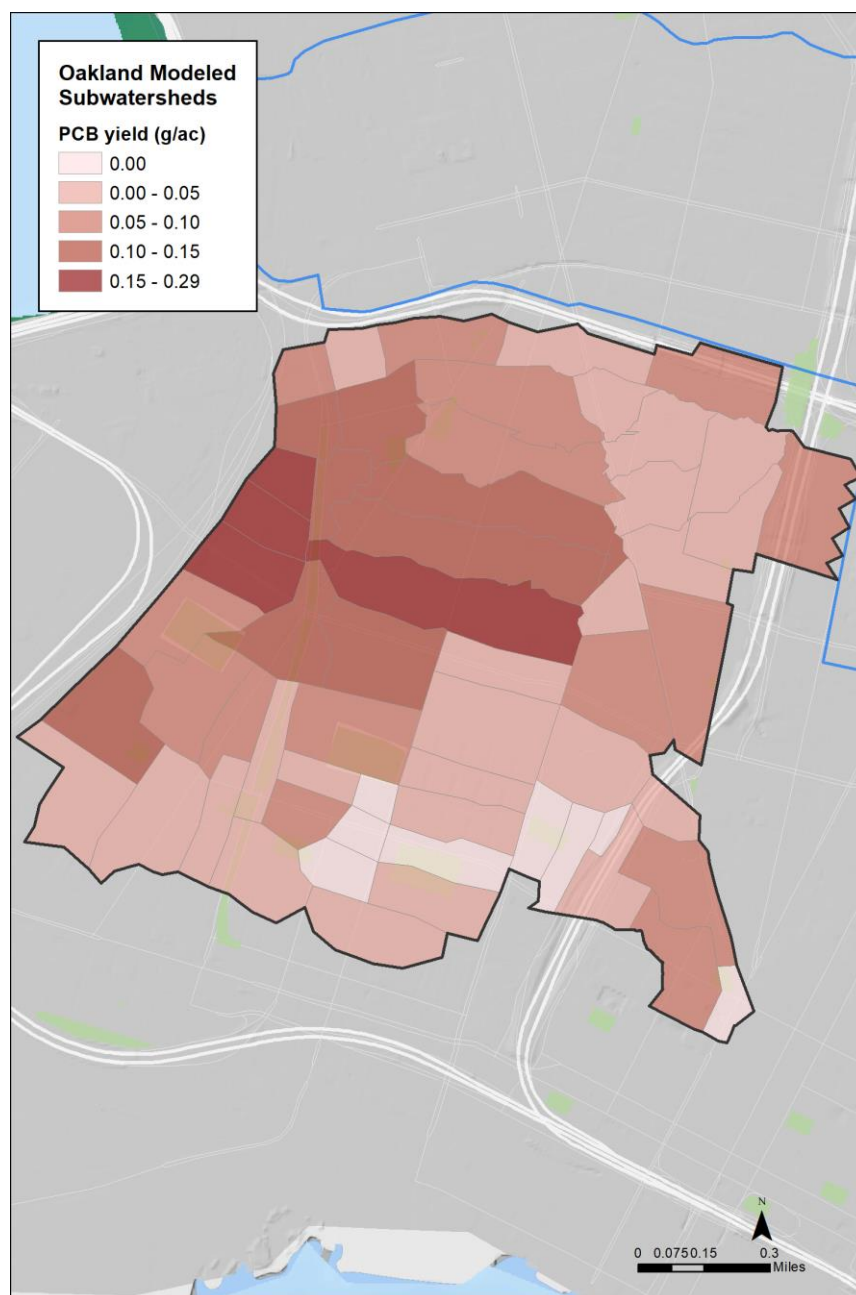 Oakland Modeled
Subwatersheds
PCB yield (g/ac)
0.00
0.00 - 0.05
0.05 - 0.10
0.10 - 0.15
0.15 - 0.29
N
0 0.075 0.15 0.3
Miles